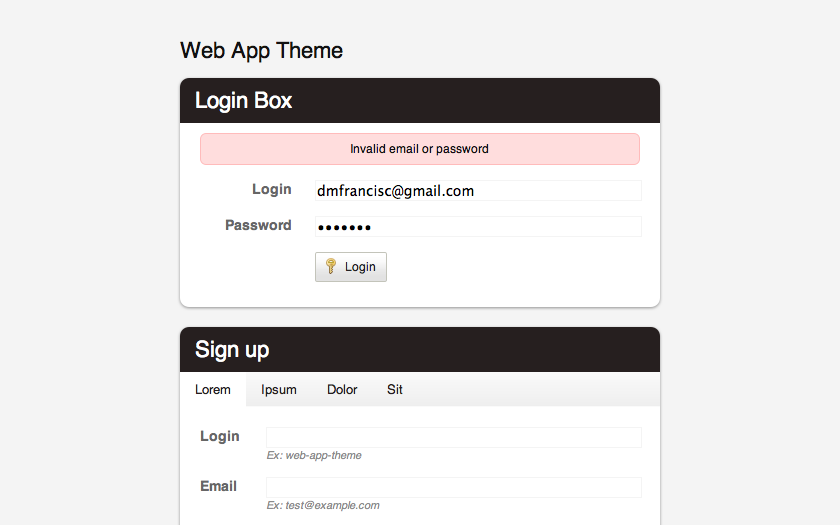 Web App Theme
Login Box
Invalid email or password
Login dmfrancisc@gmail.com
Password •••••••
Login
Sign up
Lorem Ipsum Dolor Sit
Login
Ex: web-app-theme
Email
Ex: test@example.com